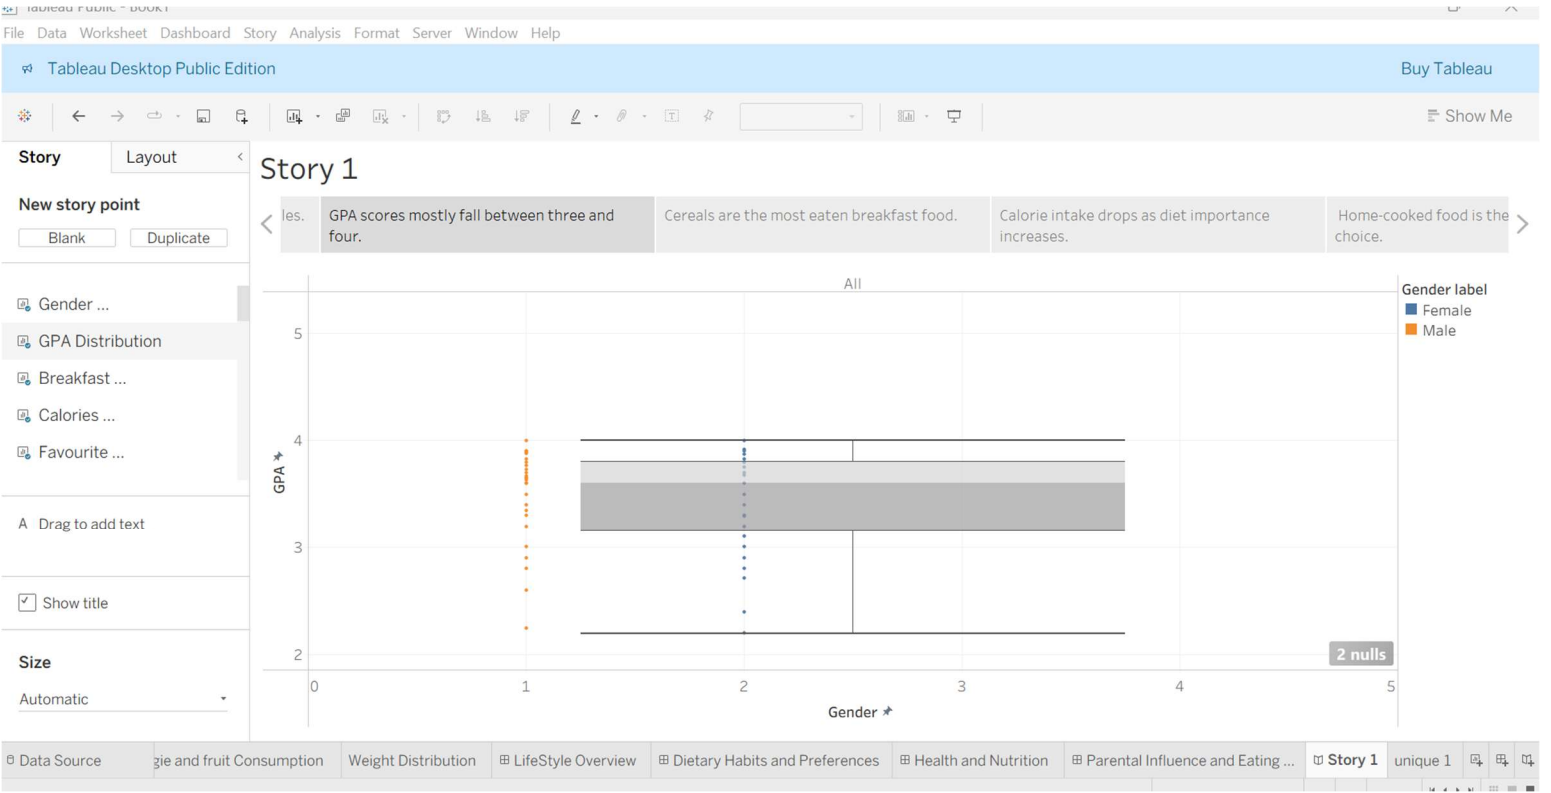 Tableau Public - Book1
File Data Worksheet Dashboard Story Analysis Format Server Window Help
Tableau Desktop Public Edition
Buy Tableau
Show Me
Story
Layout
Story 1
New story point
Blank
Duplicate
les.
GPA scores mostly fall between three and
four.
Cereals are the most eaten breakfast food.
Calorie intake drops as diet importance
increases.
Home-cooked food is the
choice.
Gender ...
GPA Distribution
Breakfast ...
Calories ...
Favourite ...
A Drag to add text
Show title
Size
Automatic
All
Gender label
Female
Male
5
4
3
2
GPA
2 nulls
0 1 2 3 4 5
Gender
Data Source
gie and fruit Consumption
Weight Distribution
LifeStyle Overview
Dietary Habits and Preferences
Health and Nutrition
Parental Influence and Eating ...
Story 1
unique 1